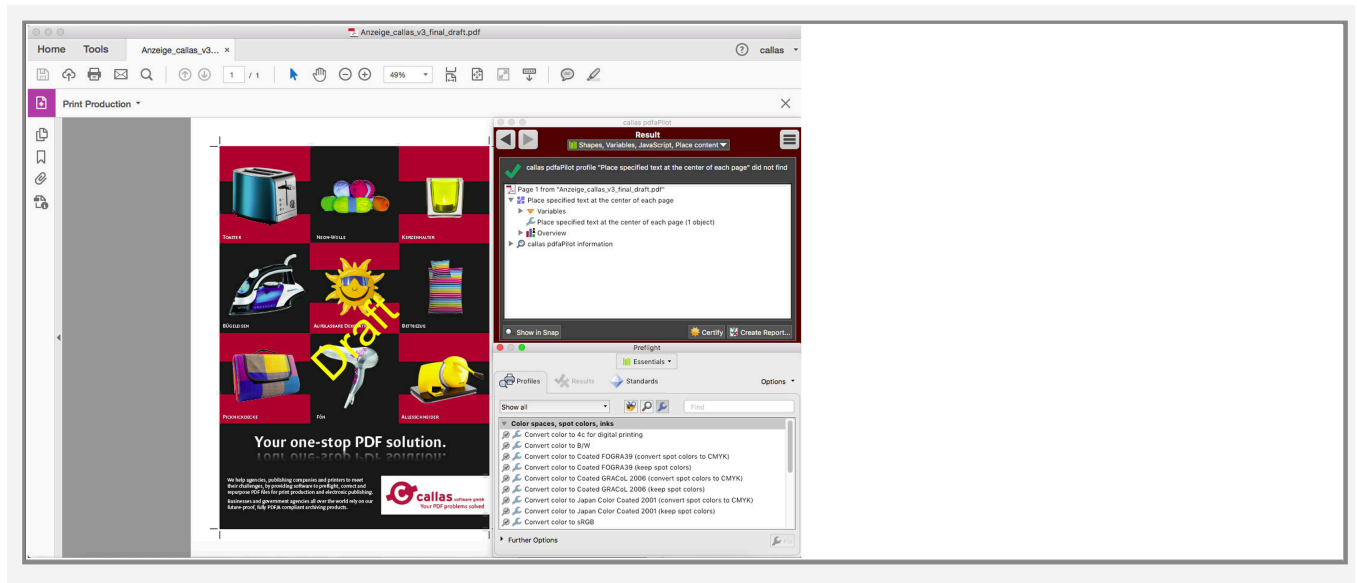 Anzeige_callas_v3_final_draft.pdf
Home Tools Anzeige_callas_v3... × ? callas
1 / 1 49%
Print Production
callas pdfaPilot
Result
Shapes, Variables, JavaScript, Place content
callas pdfaPilot profile "Place specified text at the center of each page" did not find
Page 1 from "Anzeige_callas_v3_final_draft.pdf"
Place specified text at the center of each page
Variables
Place specified text at the center of each page (1 object)
Overview
callas pdfaPilot information
Show in Snap Certify Create Report...
Toaster Neon-Wolle Kerzenhalter
Bügeleisen Aufblasbare Bettbezug
Draft
Picknickdecke Fön Allesschneider
Your one-stop PDF solution.
We help agencies, publishing companies and printers to meet
their challenges, by providing software to preflight, correct and
repurpose PDF files for print production and electronic publishing.
Businesses and government agencies all over the world rely on our
future-proof, fully PDF/A compliant archiving products.
callas software gmbh
Your PDF problems solved
Preflight
Essentials
Profiles Results Standards Options
Show all Find
Color spaces, spot colors, inks
Convert color to 4c for digital printing
Convert color to B/W
Convert color to Coated FOGRA39 (convert spot colors to CMYK)
Convert color to Coated FOGRA39 (keep spot colors)
Convert color to Coated GRACoL 2006 (convert spot colors to CMYK)
Convert color to Coated GRACoL 2006 (keep spot colors)
Convert color to Japan Color Coated 2001 (convert spot colors to CMYK)
Convert color to Japan Color Coated 2001 (keep spot colors)
Convert color to sRGB
Further Options